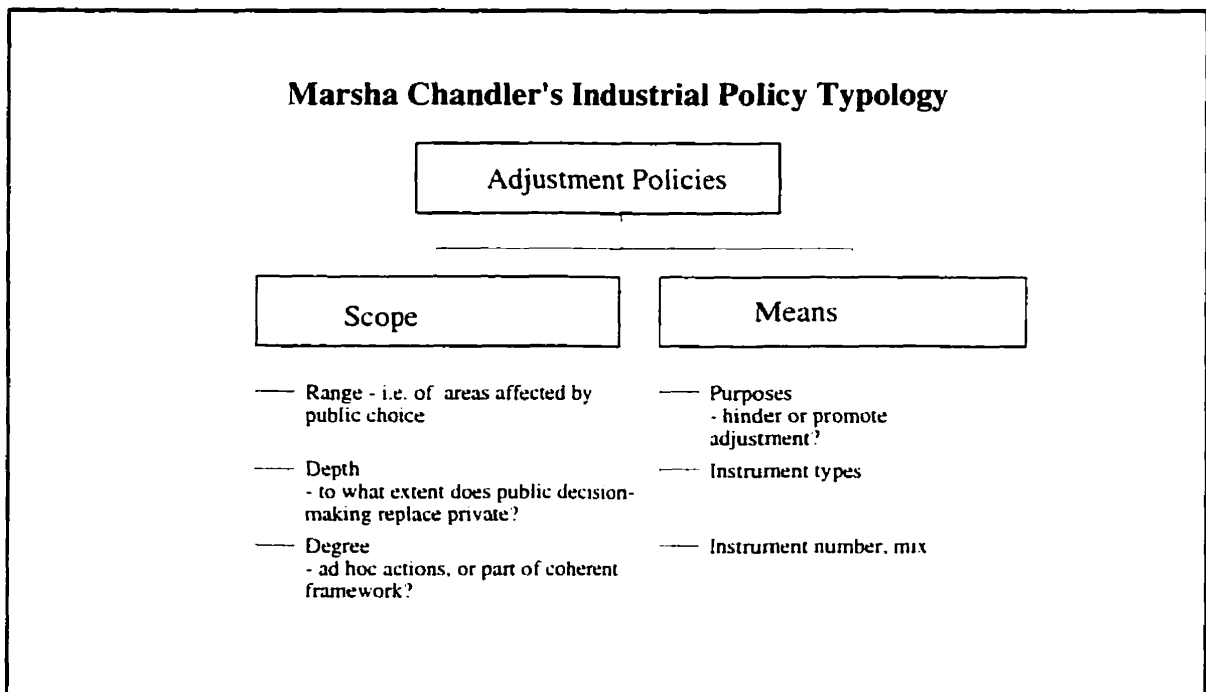 Marsha Chandler's Industrial Policy Typology
Adjustment Policies
Scope
Range - i.e. of areas affected by
public choice
Depth
- to what extent does public decision-
making replace private?
Degree
- ad hoc actions, or part of coherent
framework?
Means
Purposes
- hinder or promote
adjustment?
Instrument types
Instrument number, mix